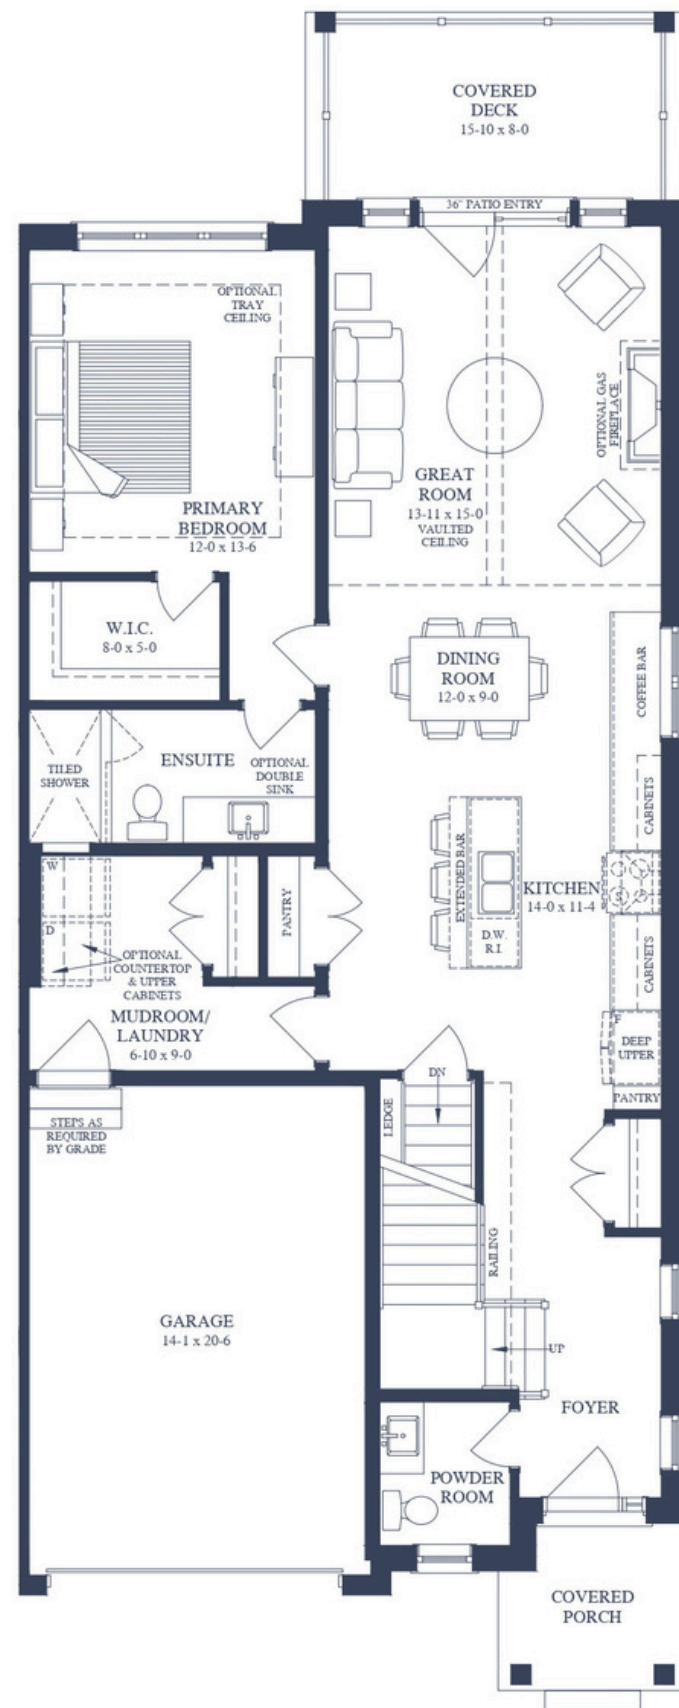 COVERED
DECK
15-10 x 8-0
36" PATIO ENTRY
OPTIONAL
TRAY
CEILING
OPTIONAL GAS
FIREPLACE
GREAT
ROOM
13-11 x 15-0
VAULTED
CEILING
PRIMARY
BEDROOM
12-0 x 13-6
W.I.C.
8-0 x 5-0
DINING
ROOM
12-0 x 9-0
COFFEE BAR
TILED
SHOWER
ENSUITE
OPTIONAL
DOUBLE
SINK
CABINETS
EXTENDED BAR
KITCHEN
14-0 x 11-4
D.W.
R.I.
W
D
PANTRY
OPTIONAL
COUNTERTOP
& UPPER
CABINETS
CABINETS
MUDROOM/
LAUNDRY
6-10 x 9-0
F
DEEP
UPPER
PANTRY
DN
LEDGE
STEPS AS
REQUIRED
BY GRADE
RAILING
GARAGE
14-1 x 20-6
UP
FOYER
POWDER
ROOM
COVERED
PORCH